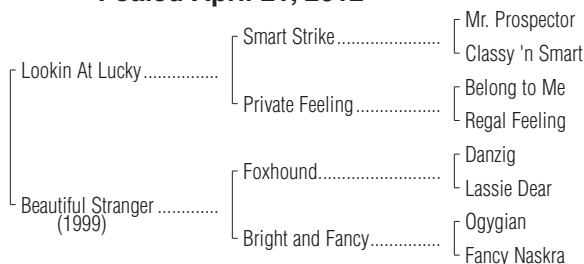 Foaled April 21, 2012
Mr. Prospector
Smart Strike
Classy 'n Smart
Lookin At Lucky
Belong to Me
Private Feeling
Regal Feeling
Danzig
Foxhound
Lassie Dear
Beautiful Stranger
(1999)
Ogygian
Bright and Fancy
Fancy Naskra